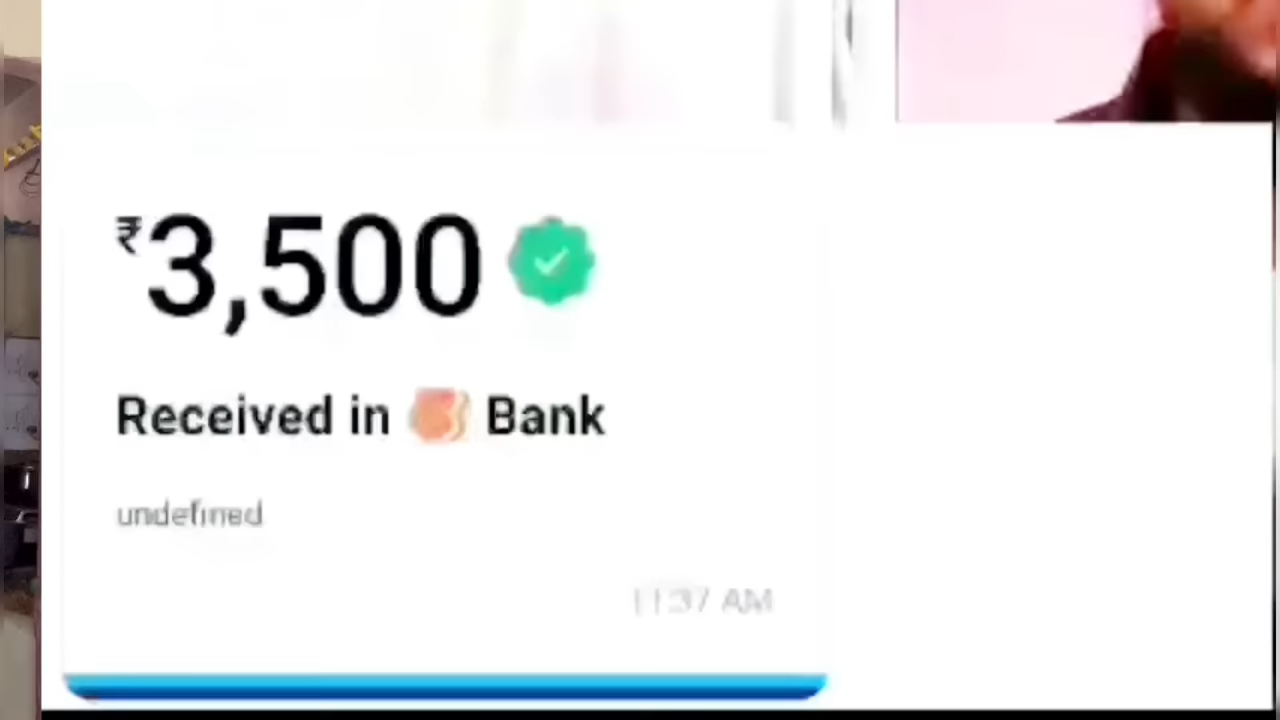 ₹3,500
Received in Bank
undefined
11:37 AM